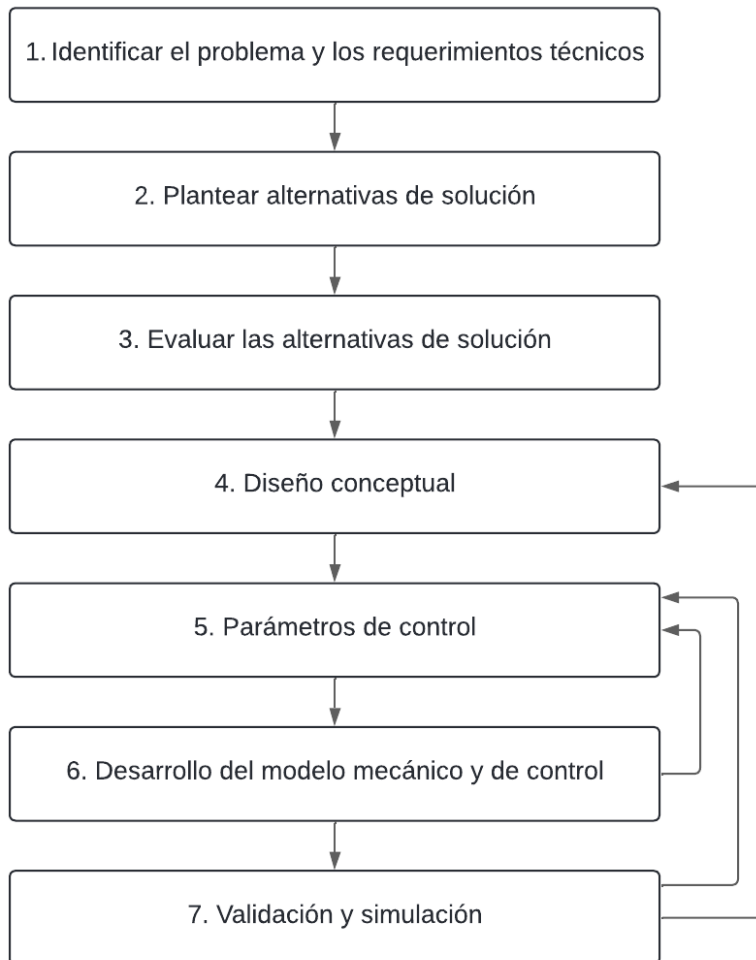 1. Identificar el problema y los requerimientos técnicos
2. Plantear alternativas de solución
3. Evaluar las alternativas de solución
4. Diseño conceptual
5. Parámetros de control
6. Desarrollo del modelo mecánico y de control
7. Validación y simulación